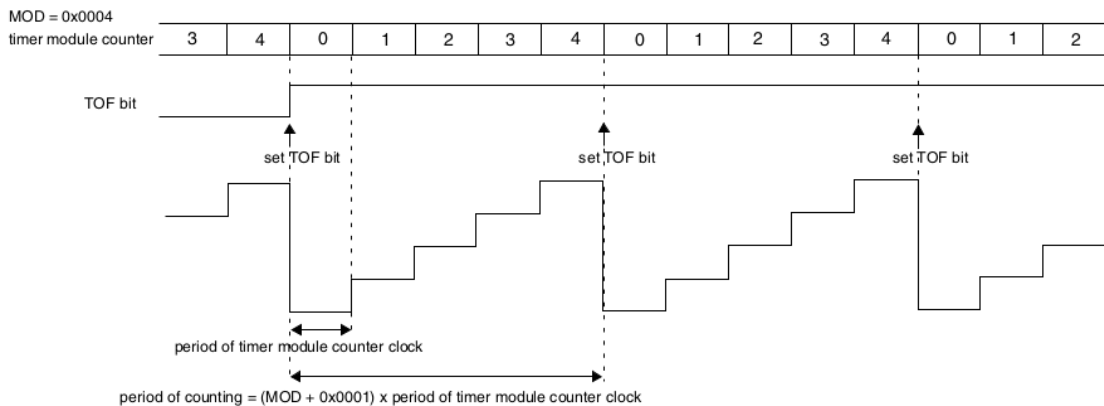 MOD = 0x0004
timer module counter 3 4 0 1 2 3 4 0 1 2 3 4 0 1 2
TOF bit
set TOF bit set TOF bit set TOF bit
period of timer module counter clock
period of counting = (MOD + 0x0001) x period of timer module counter clock